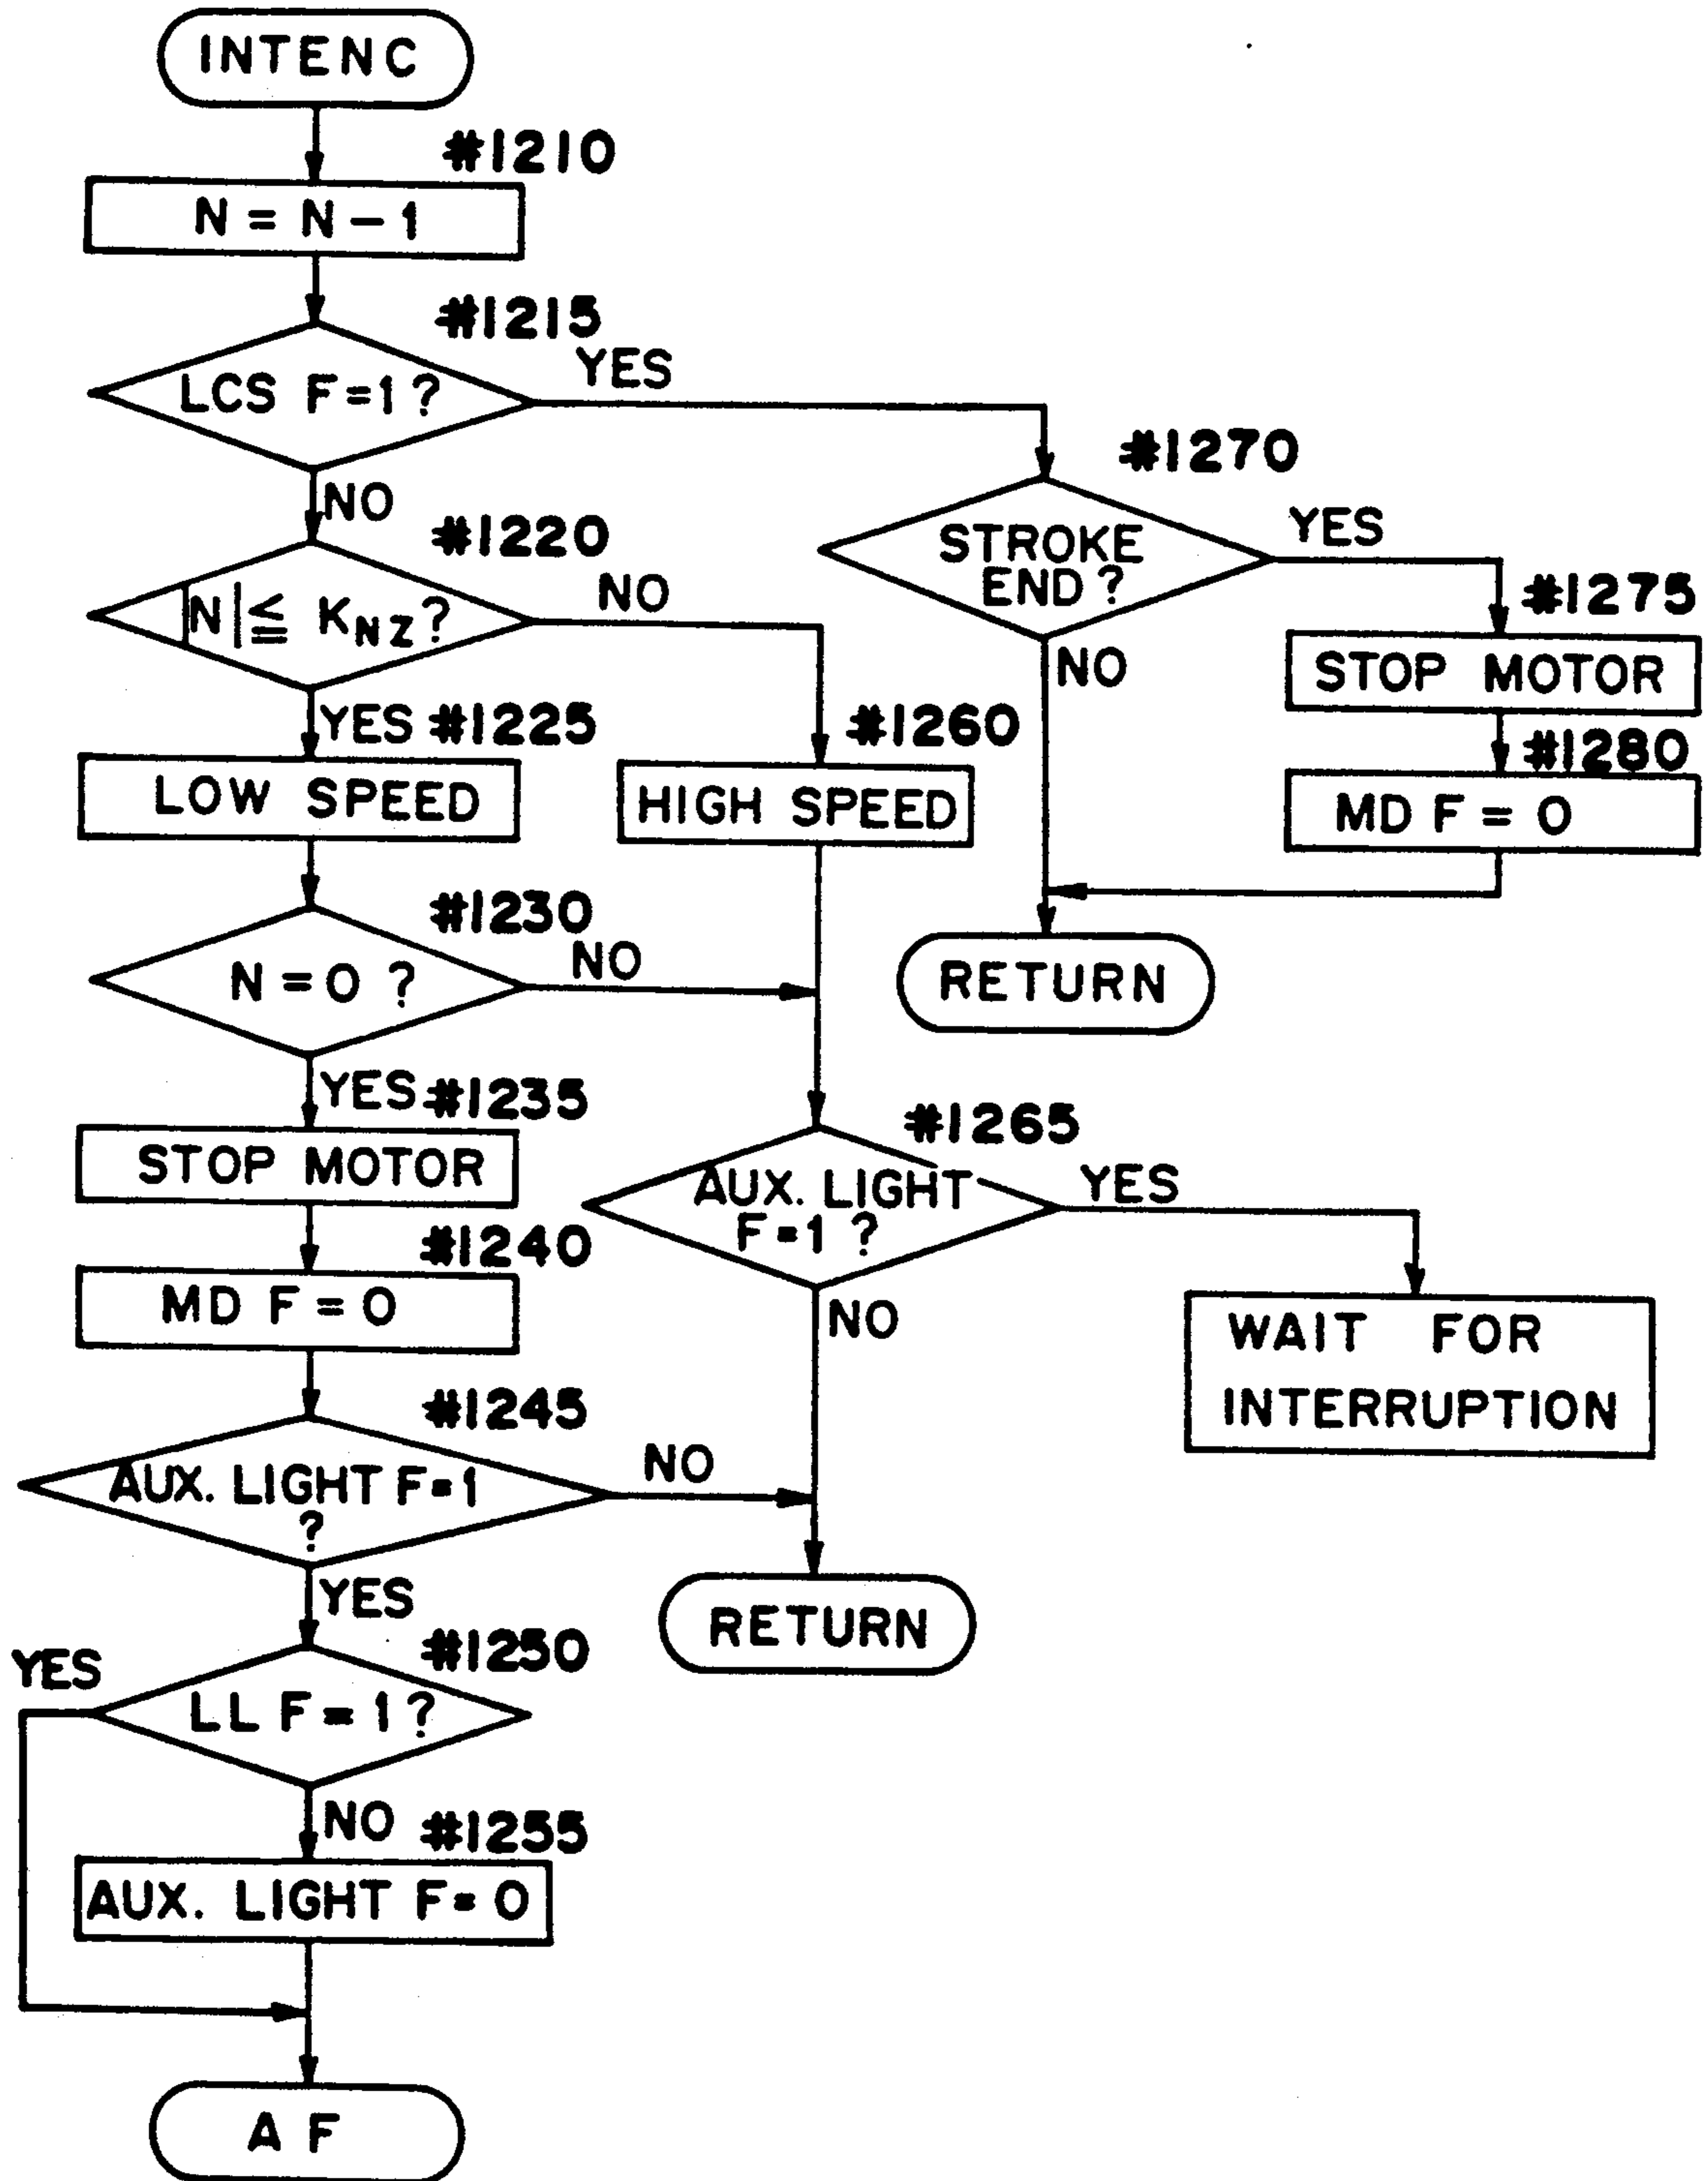 INTENC
#1210
N = N - 1
#1215
LCS F=1 ?
YES
NO
#1220
|N|≦ KNZ ?
NO
YES #1225
LOW SPEED
#1260
HIGH SPEED
#1270
STROKE
END ?
YES
NO
#1275
STOP MOTOR
#1280
MD F = 0
RETURN
#1230
N = 0 ?
NO
YES #1235
STOP MOTOR
#1240
MD F = 0
#1265
AUX. LIGHT
F=1 ?
YES
NO
WAIT FOR
INTERRUPTION
#1245
AUX. LIGHT F=1
?
NO
YES
RETURN
#1250
YES
LL F = 1 ?
NO #1255
AUX. LIGHT F= 0
A F